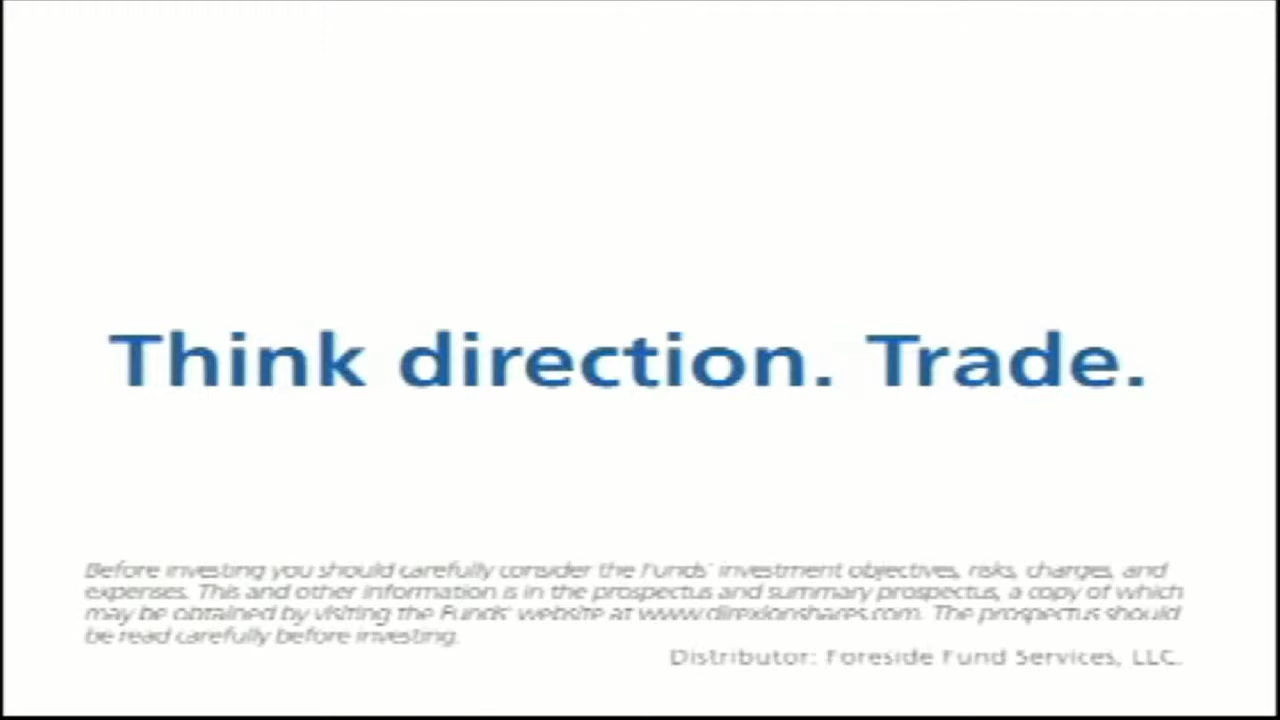 Think direction. Trade.
Before investing you should carefully consider the Funds' investment objectives, risks, charges, and
expenses. This and other information is in the prospectus and summary prospectus, a copy of which
may be obtained by visiting the Funds' website at www.direxionshares.com. The prospectus should
be read carefully before investing.
Distributor: Foreside Fund Services, LLC.